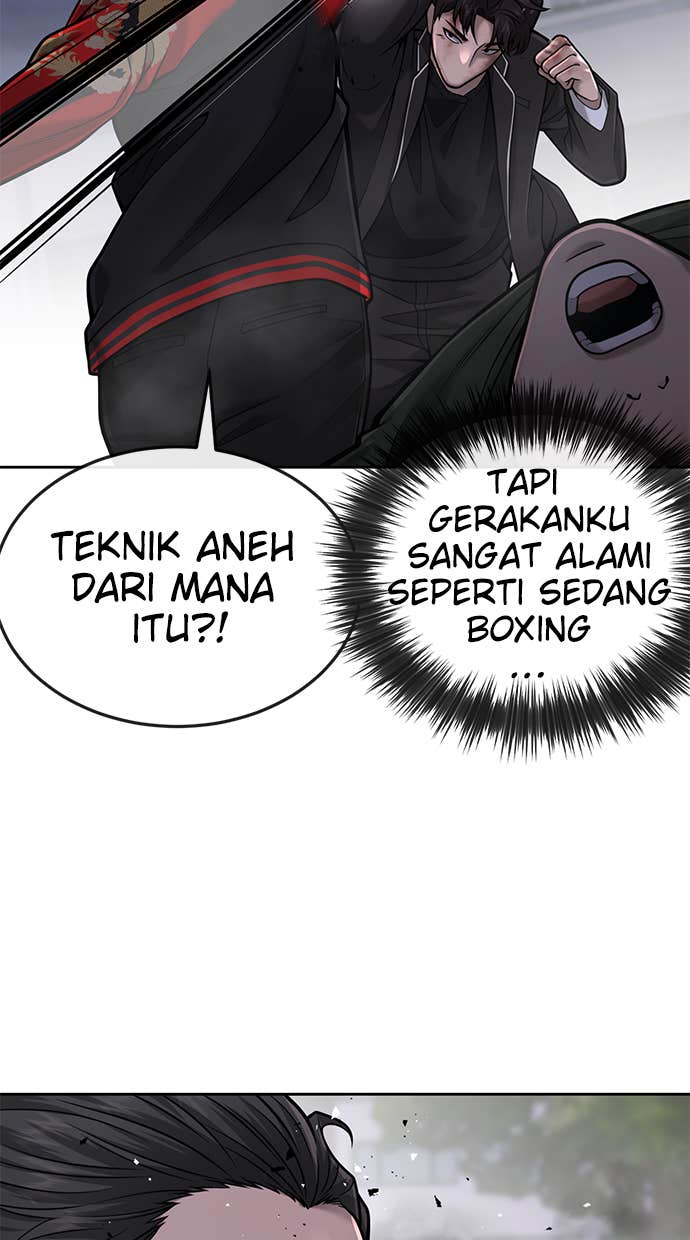 TEKNIK ANEH
DARI MANA
ITU?!
TAPI
GERAKANKU
SANGAT ALAMI
SEPERTI SEDANG
BOXING
...